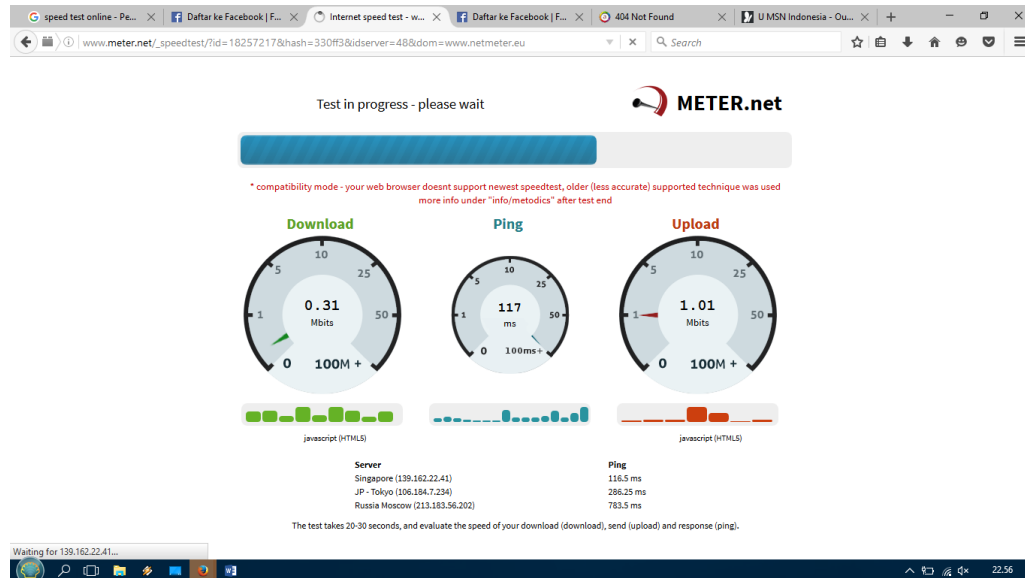 speed test online - Pe...
Daftar ke Facebook | F...
Internet speed test - w...
Daftar ke Facebook | F...
404 Not Found
U MSN Indonesia - Ou...
www.meter.net/_speedtest/?id=18257217&hash=330ff3&idserver=48&dom=www.netmeter.eu
Search
Test in progress - please wait
METER.net
* compatibility mode - your web browser doesnt support newest speedtest, older (less accurate) supported technique was used
more info under "info/metodics" after test end
Download
Ping
Upload
0 1 5 10 25 50 100M +
0.31
Mbits
0 1 5 10 25 50 100ms+
117
ms
0 1 5 10 25 50 100M +
1.01
Mbits
javascript (HTML5)
javascript (HTML5)
Server Ping
Singapore (139.162.22.41) 116.5 ms
JP - Tokyo (106.184.7.234) 286.25 ms
Russia Moscow (213.183.56.202) 783.5 ms
The test takes 20-30 seconds, and evaluate the speed of your download (download), send (upload) and response (ping).
Waiting for 139.162.22.41...
22.56